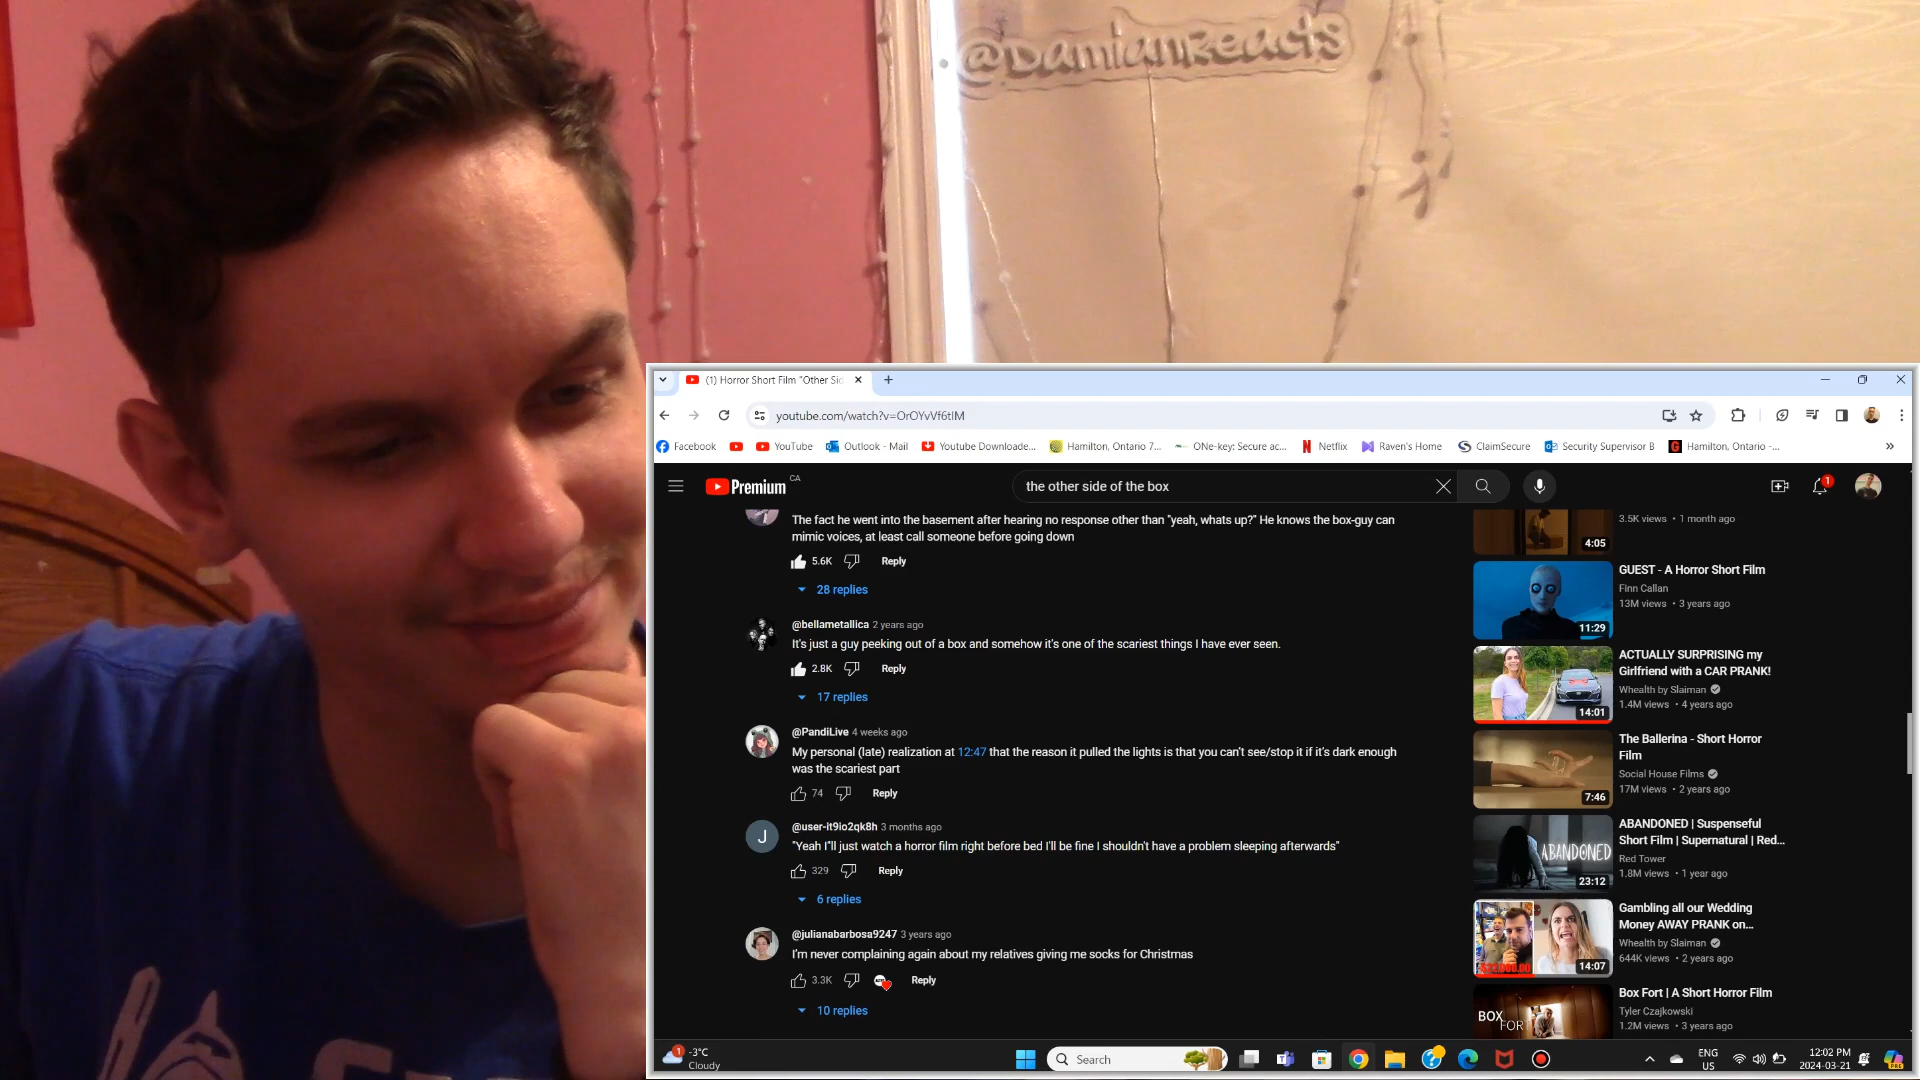 @DamianReacts
(1) Horror Short Film "Other Sid
youtube.com/watch?v=OrOYvVf6tIM
Facebook
YouTube
Outlook - Mail
Youtube Downloade...
Hamilton, Ontario 7...
ONe-key: Secure ac...
Netflix
Raven's Home
ClaimSecure
Security Supervisor B
Hamilton, Ontario -...
»
Premium
CA
the other side of the box
1
The fact he went into the basement after hearing no response other than "yeah, whats up?" He knows the box-guy can
mimic voices, at least call someone before going down
5.6K Reply
28 replies
@bellametallica 2 years ago
It's just a guy peeking out of a box and somehow it's one of the scariest things I have ever seen.
2.8K Reply
17 replies
@PandiLive 4 weeks ago
My personal (late) realization at 12:47 that the reason it pulled the lights is that you can't see/stop it if it's dark enough
was the scariest part
74 Reply
J
@user-it9io2qk8h 3 months ago
"Yeah I"ll just watch a horror film right before bed I'll be fine I shouldn't have a problem sleeping afterwards"
329 Reply
6 replies
@julianabarbosa9247 3 years ago
I'm never complaining again about my relatives giving me socks for Christmas
3.3K Reply
10 replies
3.5K views • 1 month ago
4:05
GUEST - A Horror Short Film
Finn Callan
13M views • 3 years ago
11:29
ACTUALLY SURPRISING my
Girlfriend with a CAR PRANK!
Whealth by Slaiman
1.4M views • 4 years ago
14:01
The Ballerina - Short Horror
Film
Social House Films
17M views • 2 years ago
7:46
ABANDONED | Suspenseful
Short Film | Supernatural | Red...
Red Tower
1.8M views • 1 year ago
ABANDONED
23:12
Gambling all our Wedding
Money AWAY PRANK on...
Whealth by Slaiman
644K views • 2 years ago
14:07
Box Fort | A Short Horror Film
Tyler Czajkowski
1.2M views • 3 years ago
BOX
FORT
1
-3°C
Cloudy
Search
ENG
US
12:02 PM
2024-03-21